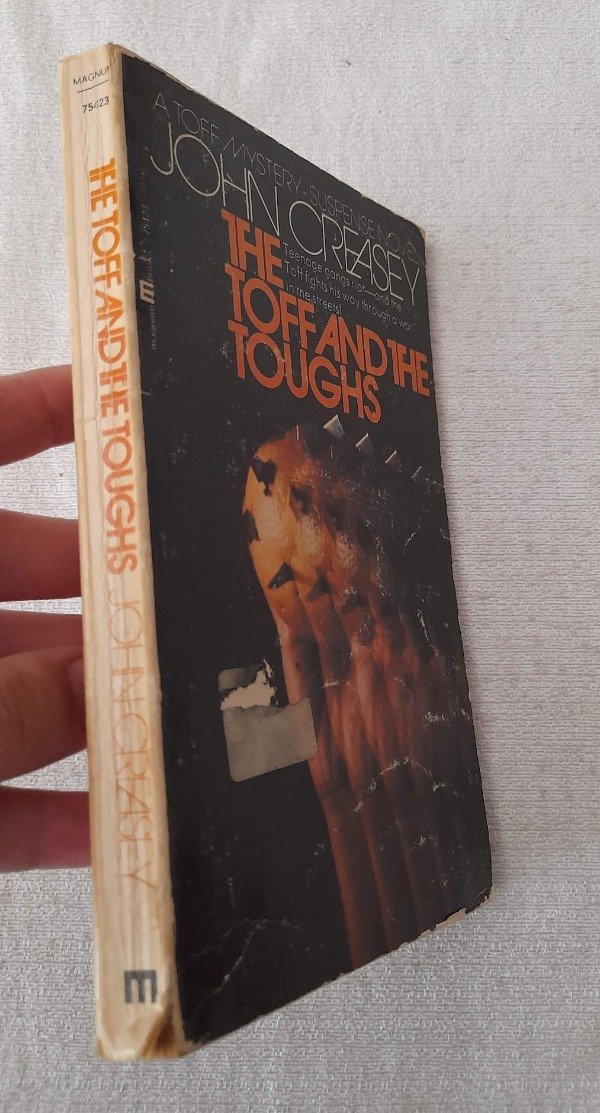 MAGNUM
75423
THE TOFF AND THE TOUGHS JOHN CREASEY
A TOFF MYSTERY-SUSPENSE NOVEL
JOHN CREASEY
THE
TOFF AND THE
TOUGHS
Teenage gangs riot—and the
Toff fights his way through a war
in the streets!